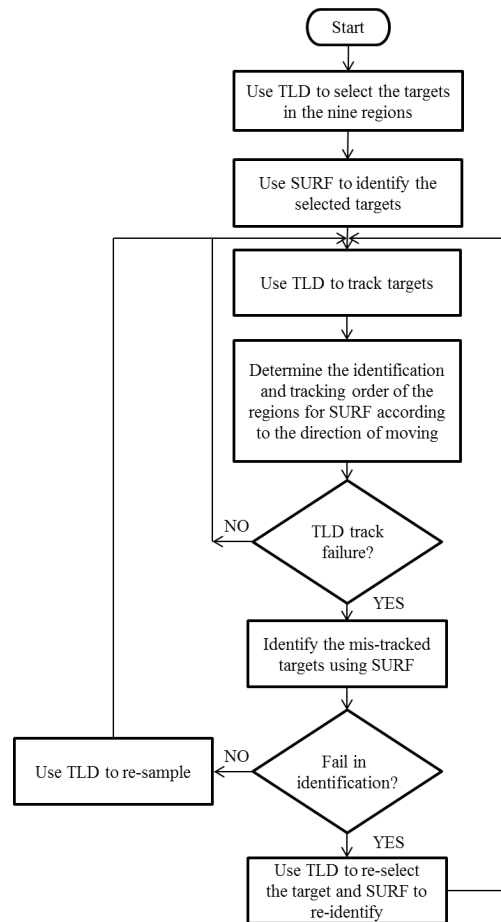 Start
Use TLD to select the targets
in the nine regions
Use SURF to identify the
selected targets
Use TLD to track targets
Determine the identification
and tracking order of the
regions for SURF according
to the direction of moving
NO
TLD track
failure?
YES
Identify the mis-tracked
targets using SURF
Use TLD to re-sample
NO
Fail in
identification?
YES
Use TLD to re-select
the target and SURF to
re-identify